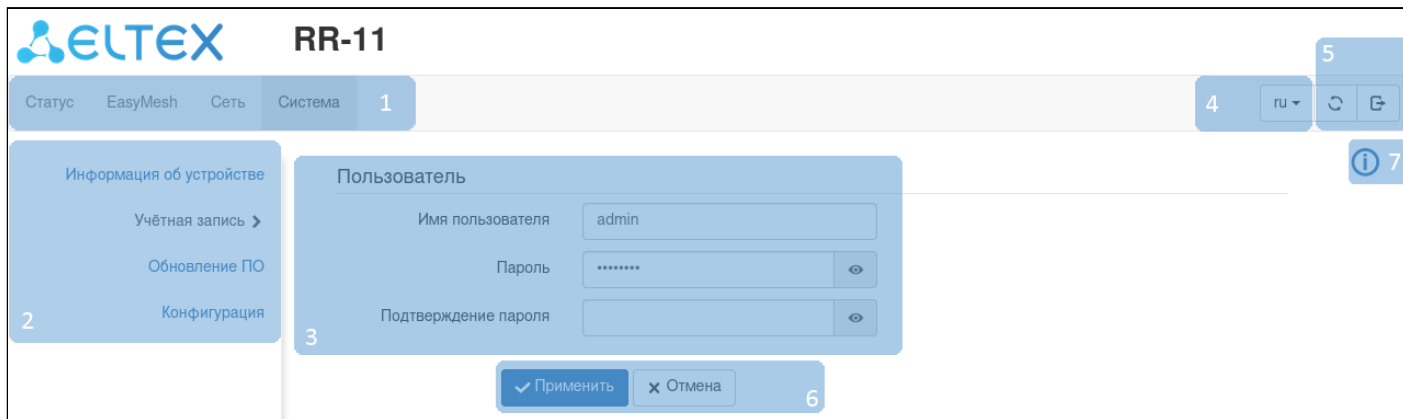 ELTEX RR-11
5
Статус EasyMesh Сеть Система 1 4 ru
7
Информация об устройстве
Учётная запись
Обновление ПО
Конфигурация
2
Пользователь
Имя пользователя admin
Пароль ••••••••
Подтверждение пароля
3
Применить Отмена 6